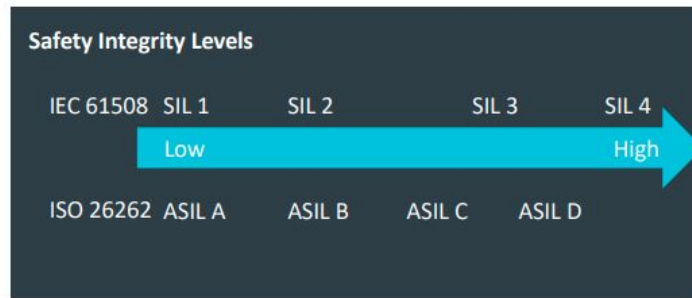 Safety Integrity Levels
IEC 61508 SIL 1 SIL 2 SIL 3 SIL 4
Low High
ISO 26262 ASIL A ASIL B ASIL C ASIL D